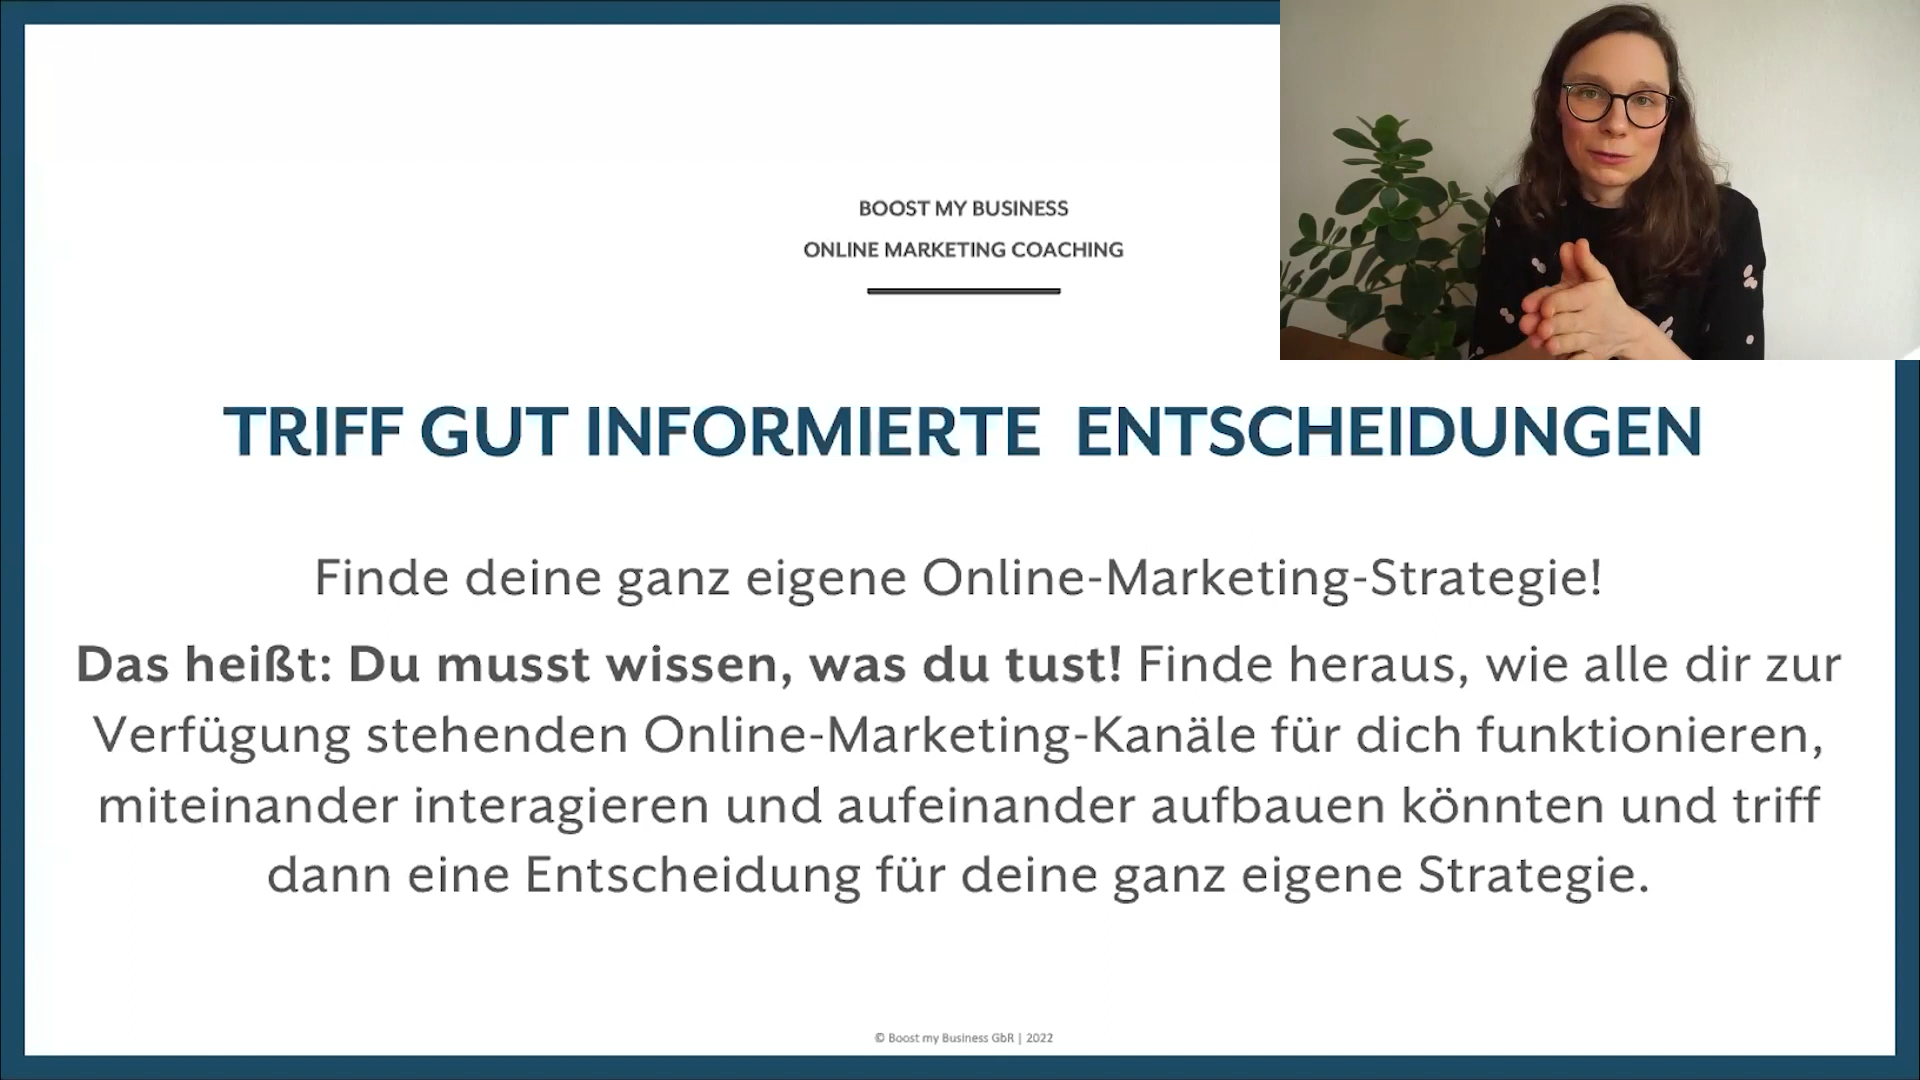 BOOST MY BUSINESS
ONLINE MARKETING COACHING
TRIFF GUT INFORMIERTE ENTSCHEIDUNGEN
Finde deine ganz eigene Online-Marketing-Strategie!
Das heißt: Du musst wissen, was du tust! Finde heraus, wie alle dir zur
Verfügung stehenden Online-Marketing-Kanäle für dich funktionieren,
miteinander interagieren und aufeinander aufbauen könnten und triff
dann eine Entscheidung für deine ganz eigene Strategie.
© Boost my Business GbR | 2022